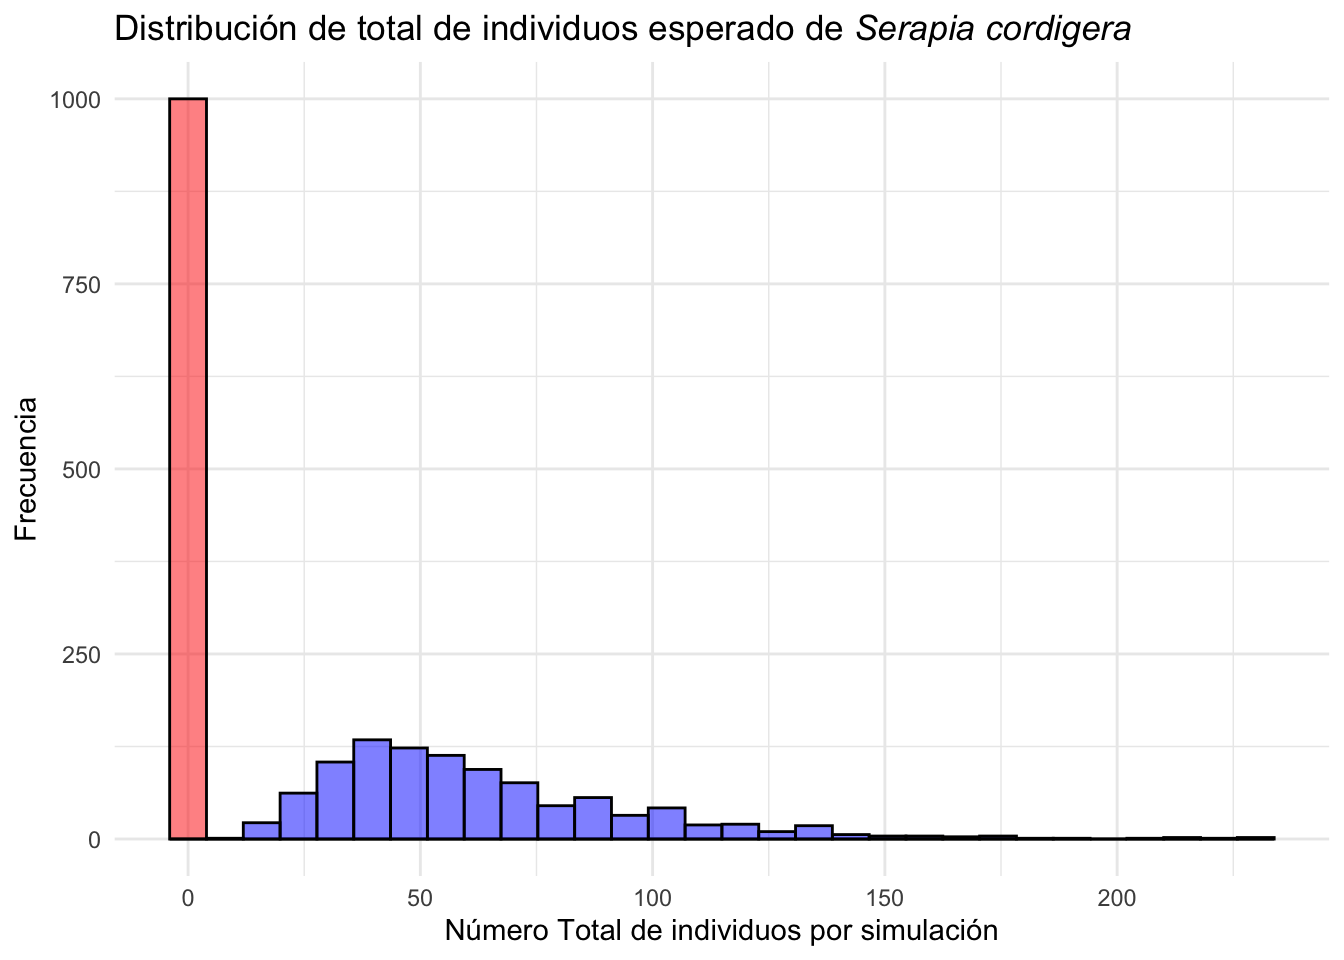 Distribución de total de individuos esperado de Serapia cordigera
1000
750
500
250
0
Frecuencia
0 50 100 150 200
Número Total de individuos por simulación